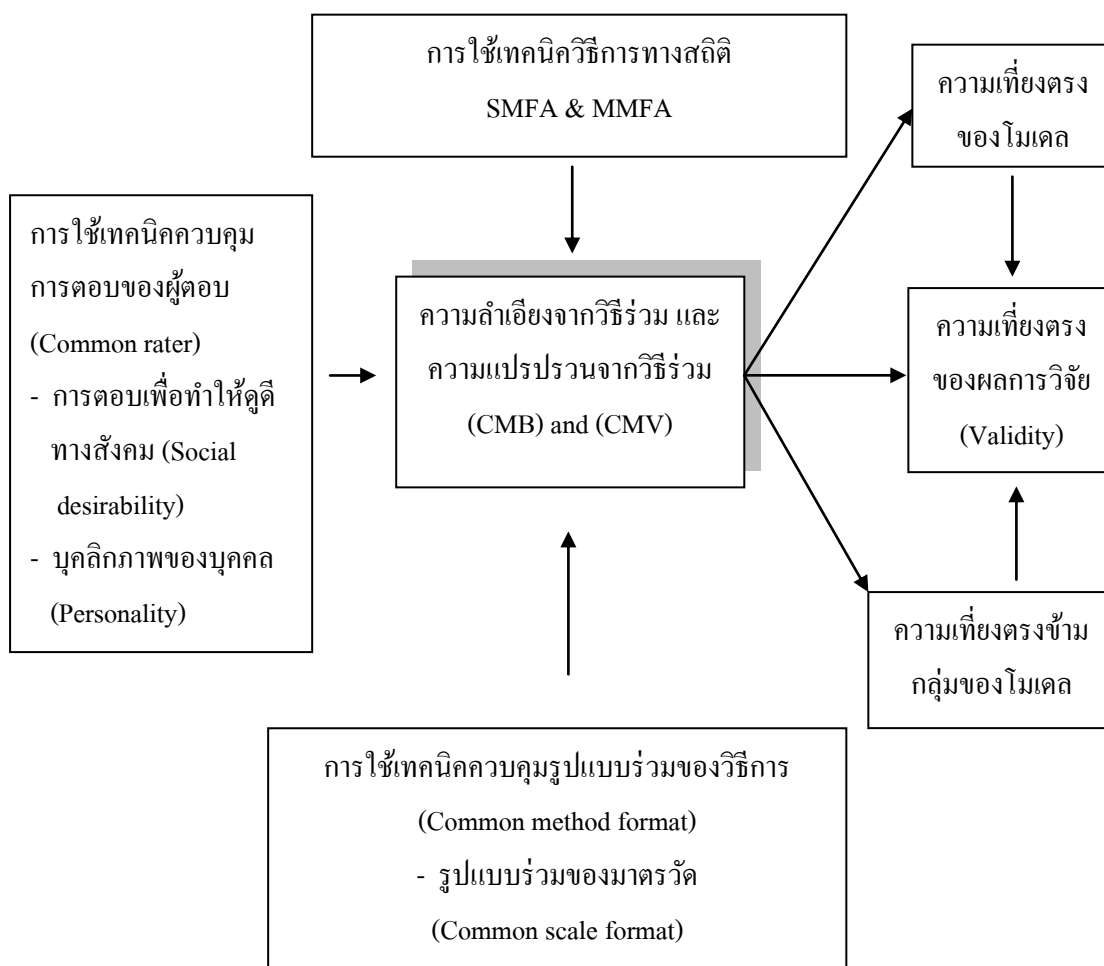 การใช้เทคนิควิธีการทางสถิติ
SMFA & MMFA
ความเที่ยงตรง
ของโมเดล
การใช้เทคนิคควบคุม
การตอบของผู้ตอบ
(Common rater)
- การตอบเพื่อทำให้ดูดี
ทางสังคม (Social
desirability)
- บุคลิกภาพของบุคคล
(Personality)
ความลำเอียงจากวิธีร่วม และ
ความแปรปรวนจากวิธีร่วม
(CMB) and (CMV)
ความเที่ยงตรง
ของผลการวิจัย
(Validity)
ความเที่ยงตรงข้าม
กลุ่มของโมเดล
การใช้เทคนิคควบคุมรูปแบบร่วมของวิธีการ
(Common method format)
- รูปแบบร่วมของมาตรวัด
(Common scale format)